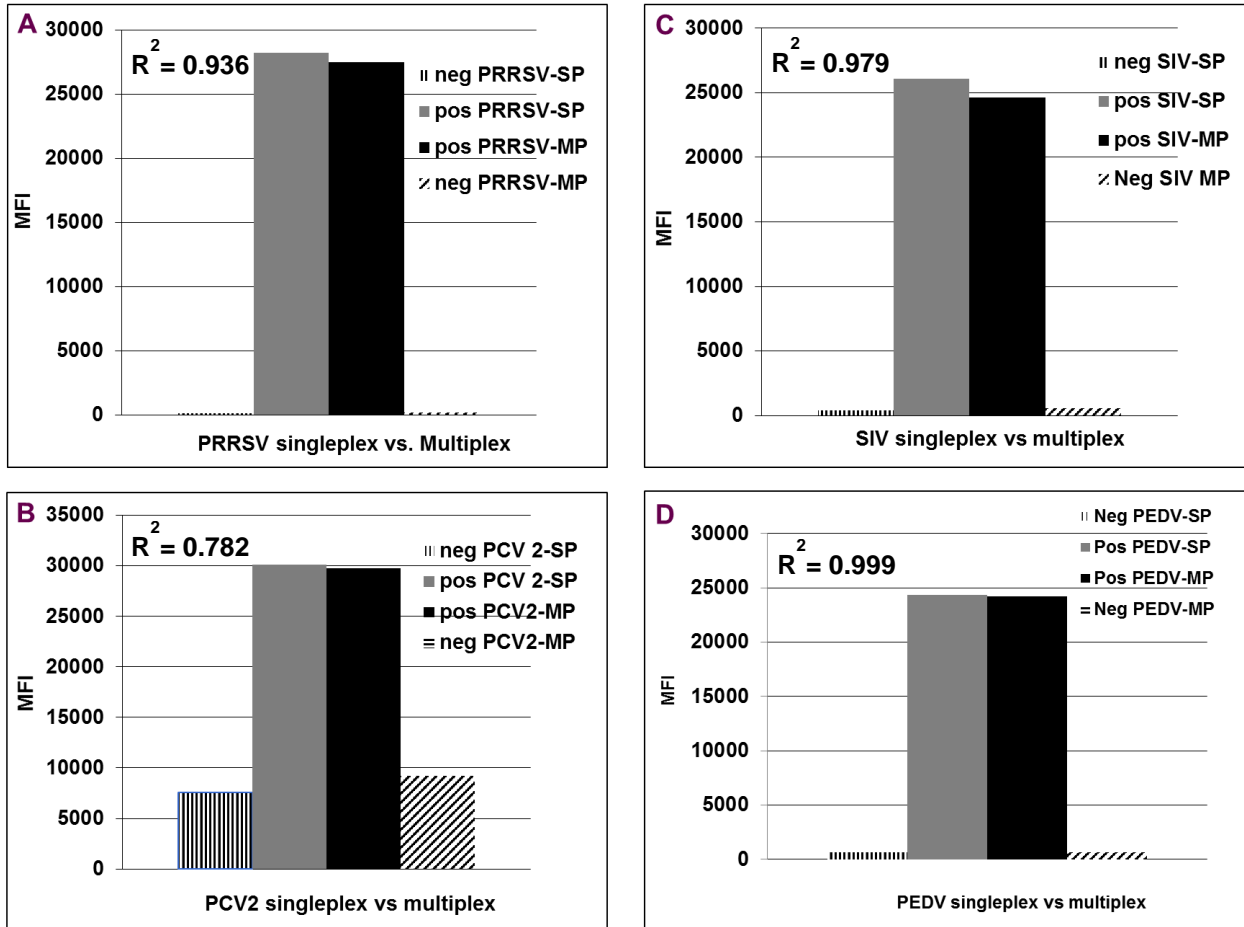 A
R² = 0.936
30000
25000
20000
15000
10000
5000
0
MFI
neg PRRSV-SP
pos PRRSV-SP
pos PRRSV-MP
neg PRRSV-MP
PRRSV singleplex vs. Multiplex
C
R² = 0.979
30000
25000
20000
15000
10000
5000
0
MFI
neg SIV-SP
pos SIV-SP
pos SIV-MP
Neg SIV MP
SIV singleplex vs multiplex
B
R² = 0.782
35000
30000
25000
20000
15000
10000
5000
0
MFI
neg PCV 2-SP
pos PCV 2-SP
pos PCV2-MP
neg PCV2-MP
PCV2 singleplex vs multiplex
D
R² = 0.999
30000
25000
20000
15000
10000
5000
0
MFI
Neg PEDV-SP
Pos PEDV-SP
Pos PEDV-MP
Neg PEDV-MP
PEDV singleplex vs multiplex